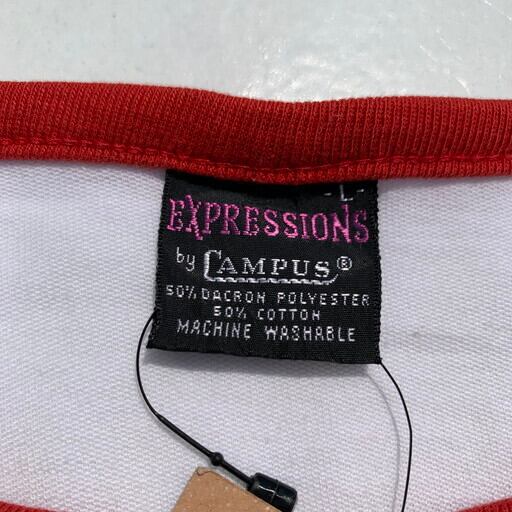 -L-
EXPRESSIONS
by CAMPUS®
50% DACRON POLYESTER
50% COTTON
MACHINE WASHABLE